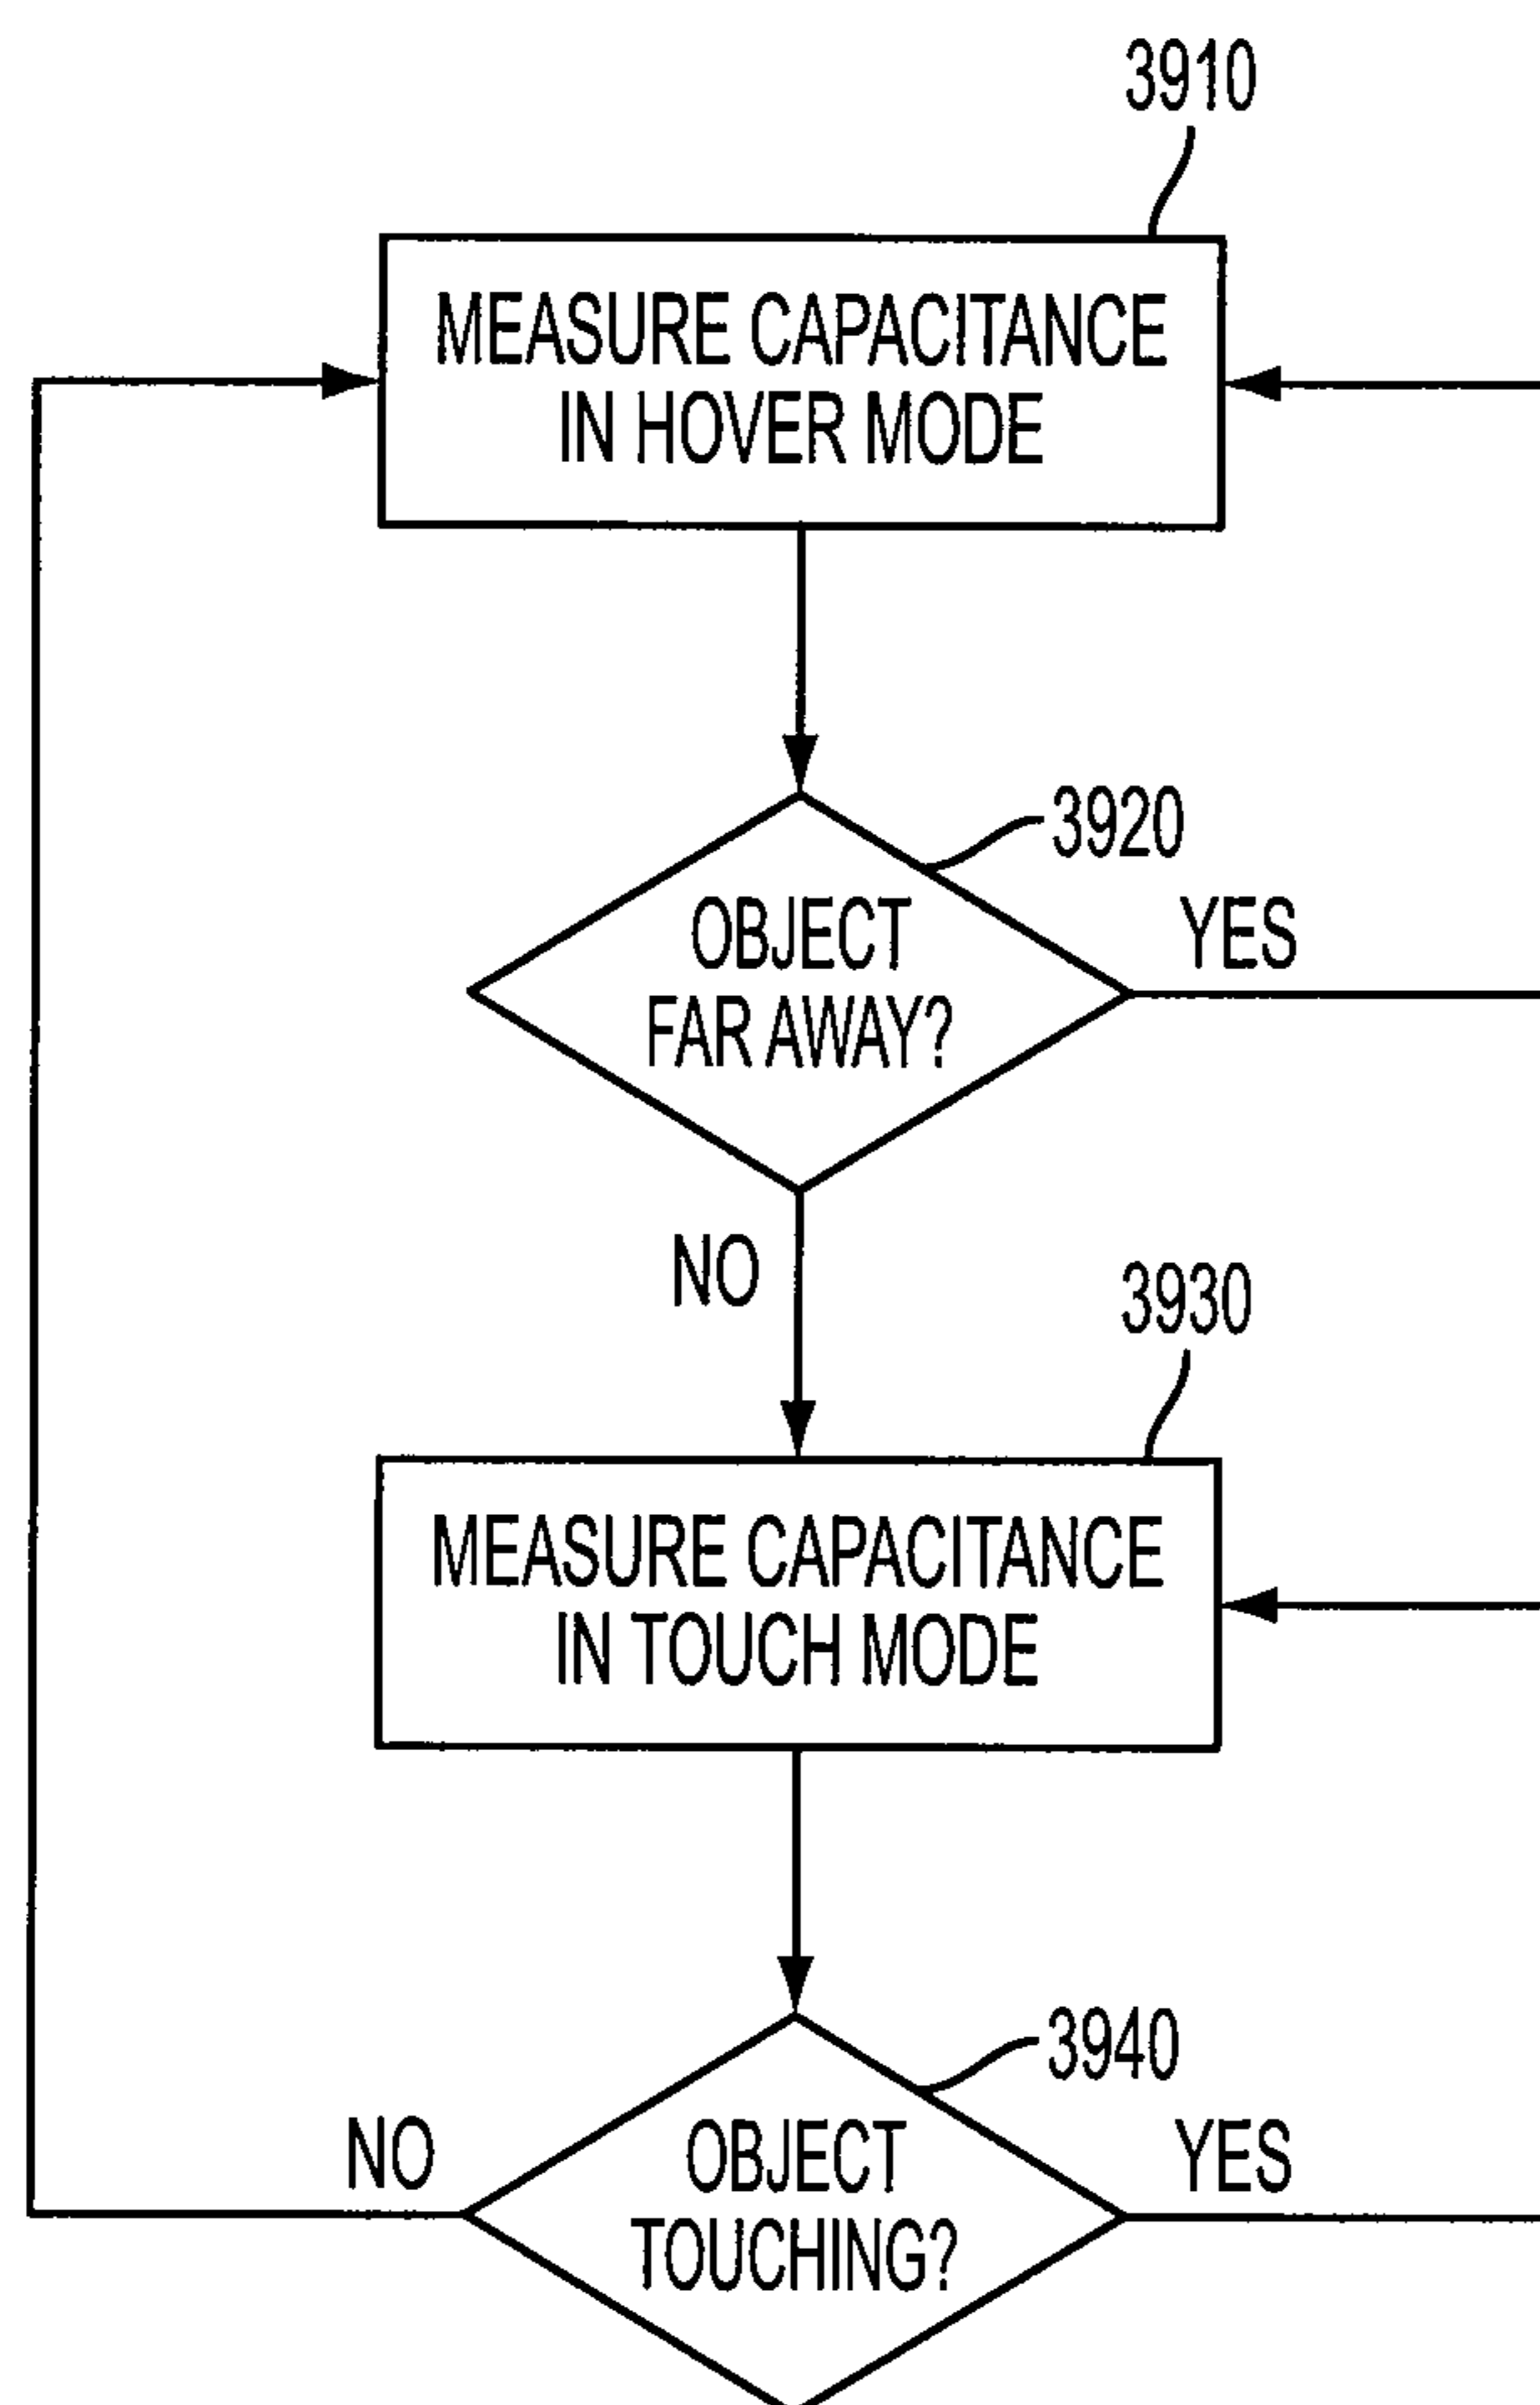 3910
MEASURE CAPACITANCE
IN HOVER MODE
3920
OBJECT
FAR AWAY?
YES
NO
3930
MEASURE CAPACITANCE
IN TOUCH MODE
3940
OBJECT
TOUCHING?
NO
YES